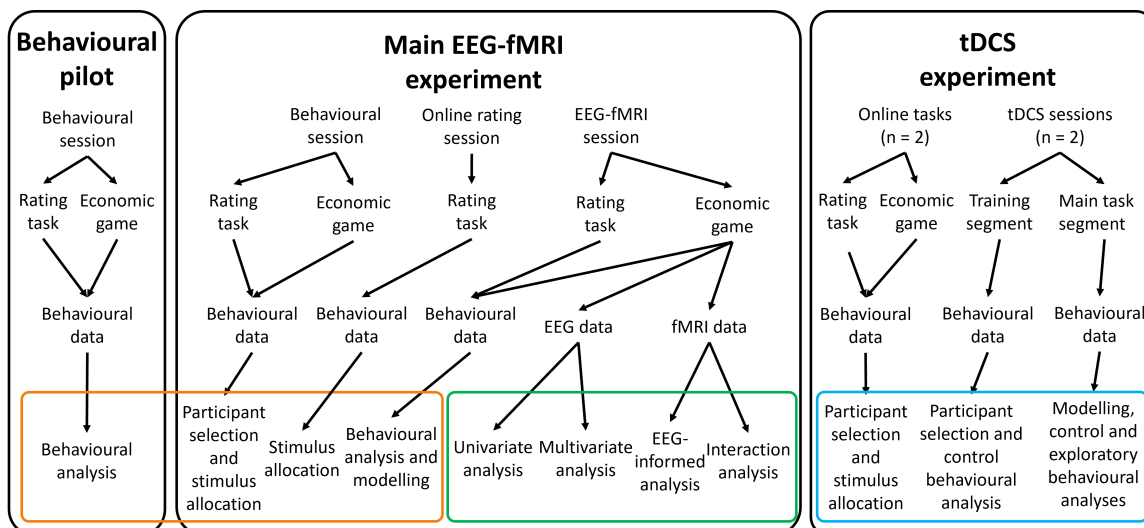 Behavioural
pilot
Behavioural
session
Rating
task
Economic
game
Behavioural
data
Behavioural
analysis
Main EEG-fMRI
experiment
Behavioural
session
Online rating
session
EEG-fMRI
session
Rating
task
Economic
game
Rating
task
Rating
task
Economic
game
Behavioural
data
Behavioural
data
Behavioural
data
EEG data
fMRI data
Participant
selection
and
stimulus
allocation
Stimulus
allocation
Behavioural
analysis and
modelling
Univariate
analysis
Multivariate
analysis
EEG-
informed
analysis
Interaction
analysis
tDCS
experiment
Online tasks
(n = 2)
tDCS sessions
(n = 2)
Rating
task
Economic
game
Training
segment
Main task
segment
Behavioural
data
Behavioural
data
Behavioural
data
Participant
selection
and
stimulus
allocation
Participant
selection and
control
behavioural
analysis
Modelling,
control and
exploratory
behavioural
analyses